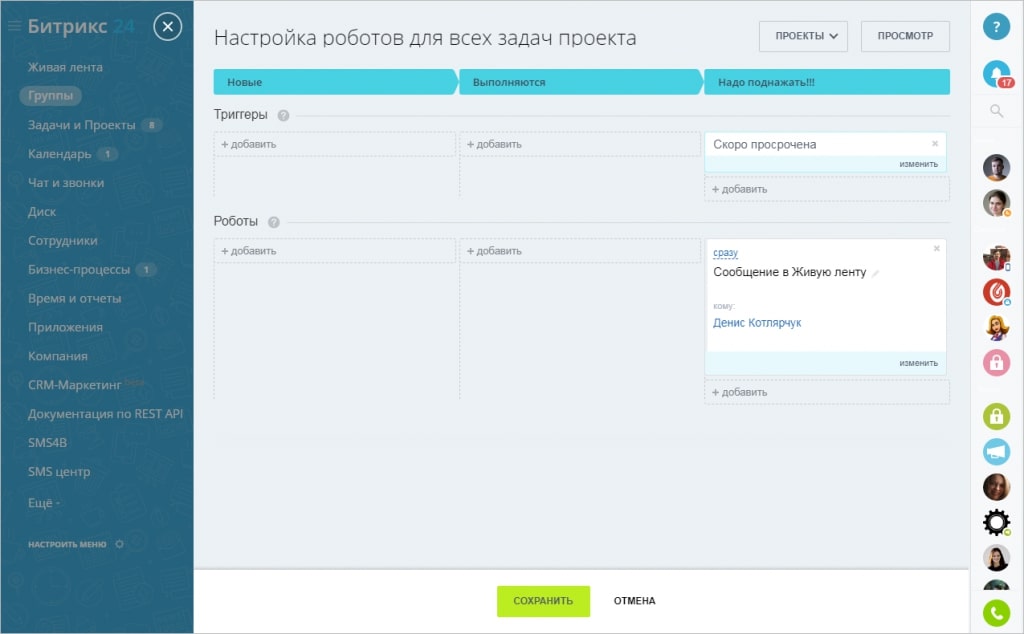 Битрикс 24
Живая лента
Группы
Задачи и Проекты 8
Календарь 1
Чат и звонки
Диск
Сотрудники
Бизнес-процессы 1
Время и отчеты
Приложения
Компания
CRM-Маркетинг beta
Документация по REST API
SMS4B
SMS центр
Ещё
НАСТРОИТЬ МЕНЮ
Настройка роботов для всех задач проекта
ПРОЕКТЫ
ПРОСМОТР
Новые
Выполняются
Надо поднажать!!!
Триггеры ?
+ добавить
+ добавить
Скоро просрочена
изменить
+ добавить
Роботы ?
+ добавить
+ добавить
сразу
Сообщение в Живую ленту
кому:
Денис Котлярчук
изменить
+ добавить
СОХРАНИТЬ
ОТМЕНА
?
17